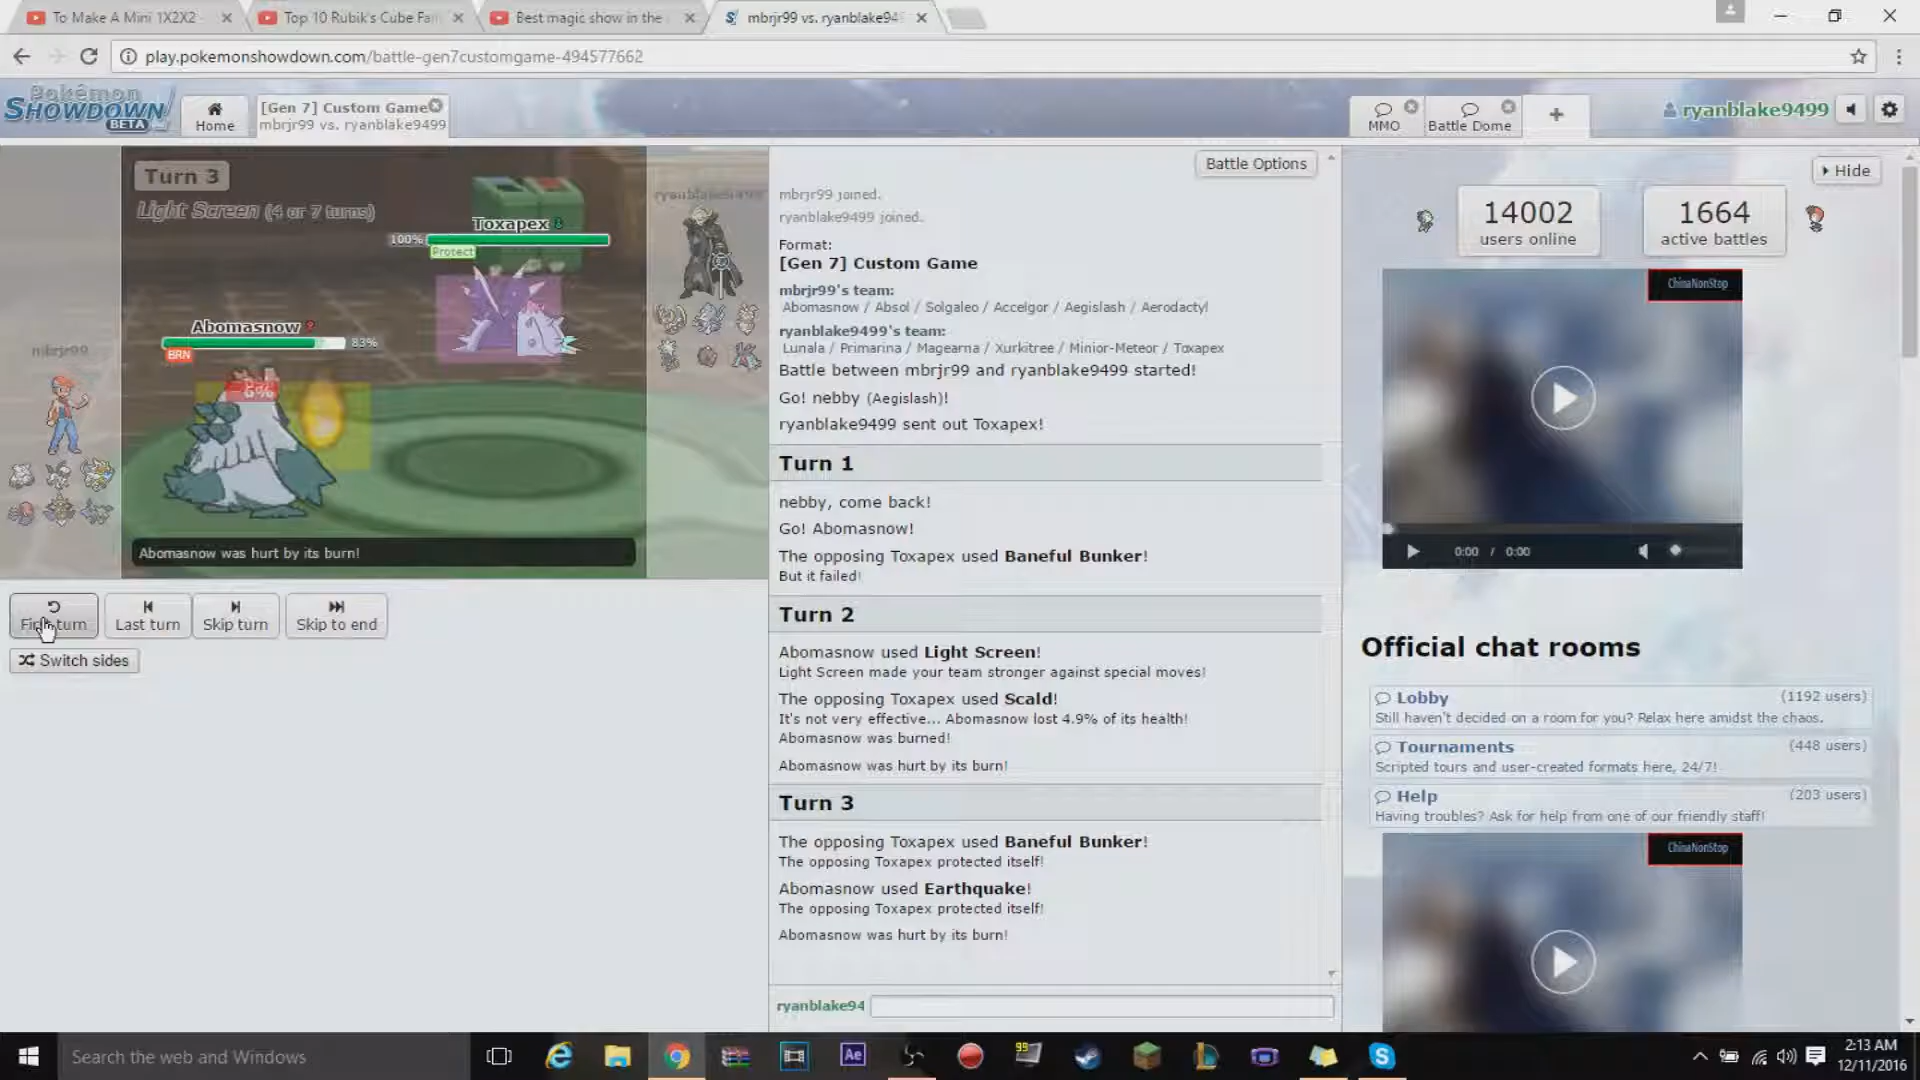 To Make A Mini 1X2X2
Top 10 Rubik's Cube Fai
Best magic show in the
mbrjr99 vs. ryanblake949
play.pokemonshowdown.com/battle-gen7customgame-494577662
Pokémon
SHOWDOWN
BETA
Home
[Gen 7] Custom Game
mbrjr99 vs. ryanblake9499
MMO
Battle Dome
ryanblake9499
Turn 3
Light Screen (4 or 7 turns)
Toxapex
100%
Protect
Abomasnow
83%
BRN
-6%
mbrjr99
ryanblake9499
Abomasnow was hurt by its burn!
First turn
Last turn
Skip turn
Skip to end
Switch sides
Battle Options
mbrjr99 joined.
ryanblake9499 joined.
Format:
[Gen 7] Custom Game
mbrjr99's team:
Abomasnow / Absol / Solgaleo / Accelgor / Aegislash / Aerodactyl
ryanblake9499's team:
Lunala / Primarina / Magearna / Xurkitree / Minior-Meteor / Toxapex
Battle between mbrjr99 and ryanblake9499 started!
Go! nebby (Aegislash)!
ryanblake9499 sent out Toxapex!
Turn 1
nebby, come back!
Go! Abomasnow!
The opposing Toxapex used Baneful Bunker!
But it failed!
Turn 2
Abomasnow used Light Screen!
Light Screen made your team stronger against special moves!
The opposing Toxapex used Scald!
It's not very effective... Abomasnow lost 4.9% of its health!
Abomasnow was burned!
Abomasnow was hurt by its burn!
Turn 3
The opposing Toxapex used Baneful Bunker!
The opposing Toxapex protected itself!
Abomasnow used Earthquake!
The opposing Toxapex protected itself!
Abomasnow was hurt by its burn!
ryanblake94
Hide
14002
users online
1664
active battles
ChinaNonStop
0:00 / 0:00
Official chat rooms
Lobby (1192 users)
Still haven't decided on a room for you? Relax here amidst the chaos.
Tournaments (448 users)
Scripted tours and user-created formats here, 24/7!
Help (203 users)
Having troubles? Ask for help from one of our friendly staff!
ChinaNonStop
Search the web and Windows
Ae
99
2:13 AM
12/11/2016